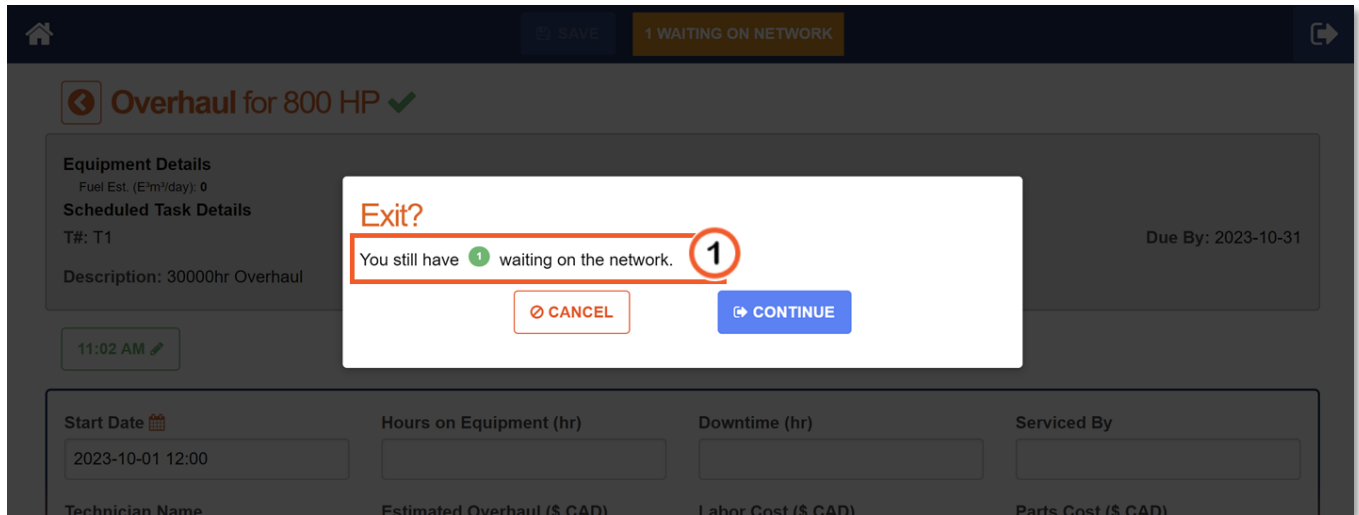 SAVE
1 WAITING ON NETWORK
Overhaul for 800 HP
Equipment Details
Fuel Est. (E³m³/day): 0
Scheduled Task Details
T#: T1
Due By: 2023-10-31
Description: 30000hr Overhaul
Exit?
You still have 1 waiting on the network.
1
CANCEL
CONTINUE
11:02 AM
Start Date
Hours on Equipment (hr)
Downtime (hr)
Serviced By
2023-10-01 12:00
Technician Name
Estimated Overhaul ($ CAD)
Labor Cost ($ CAD)
Parts Cost ($ CAD)